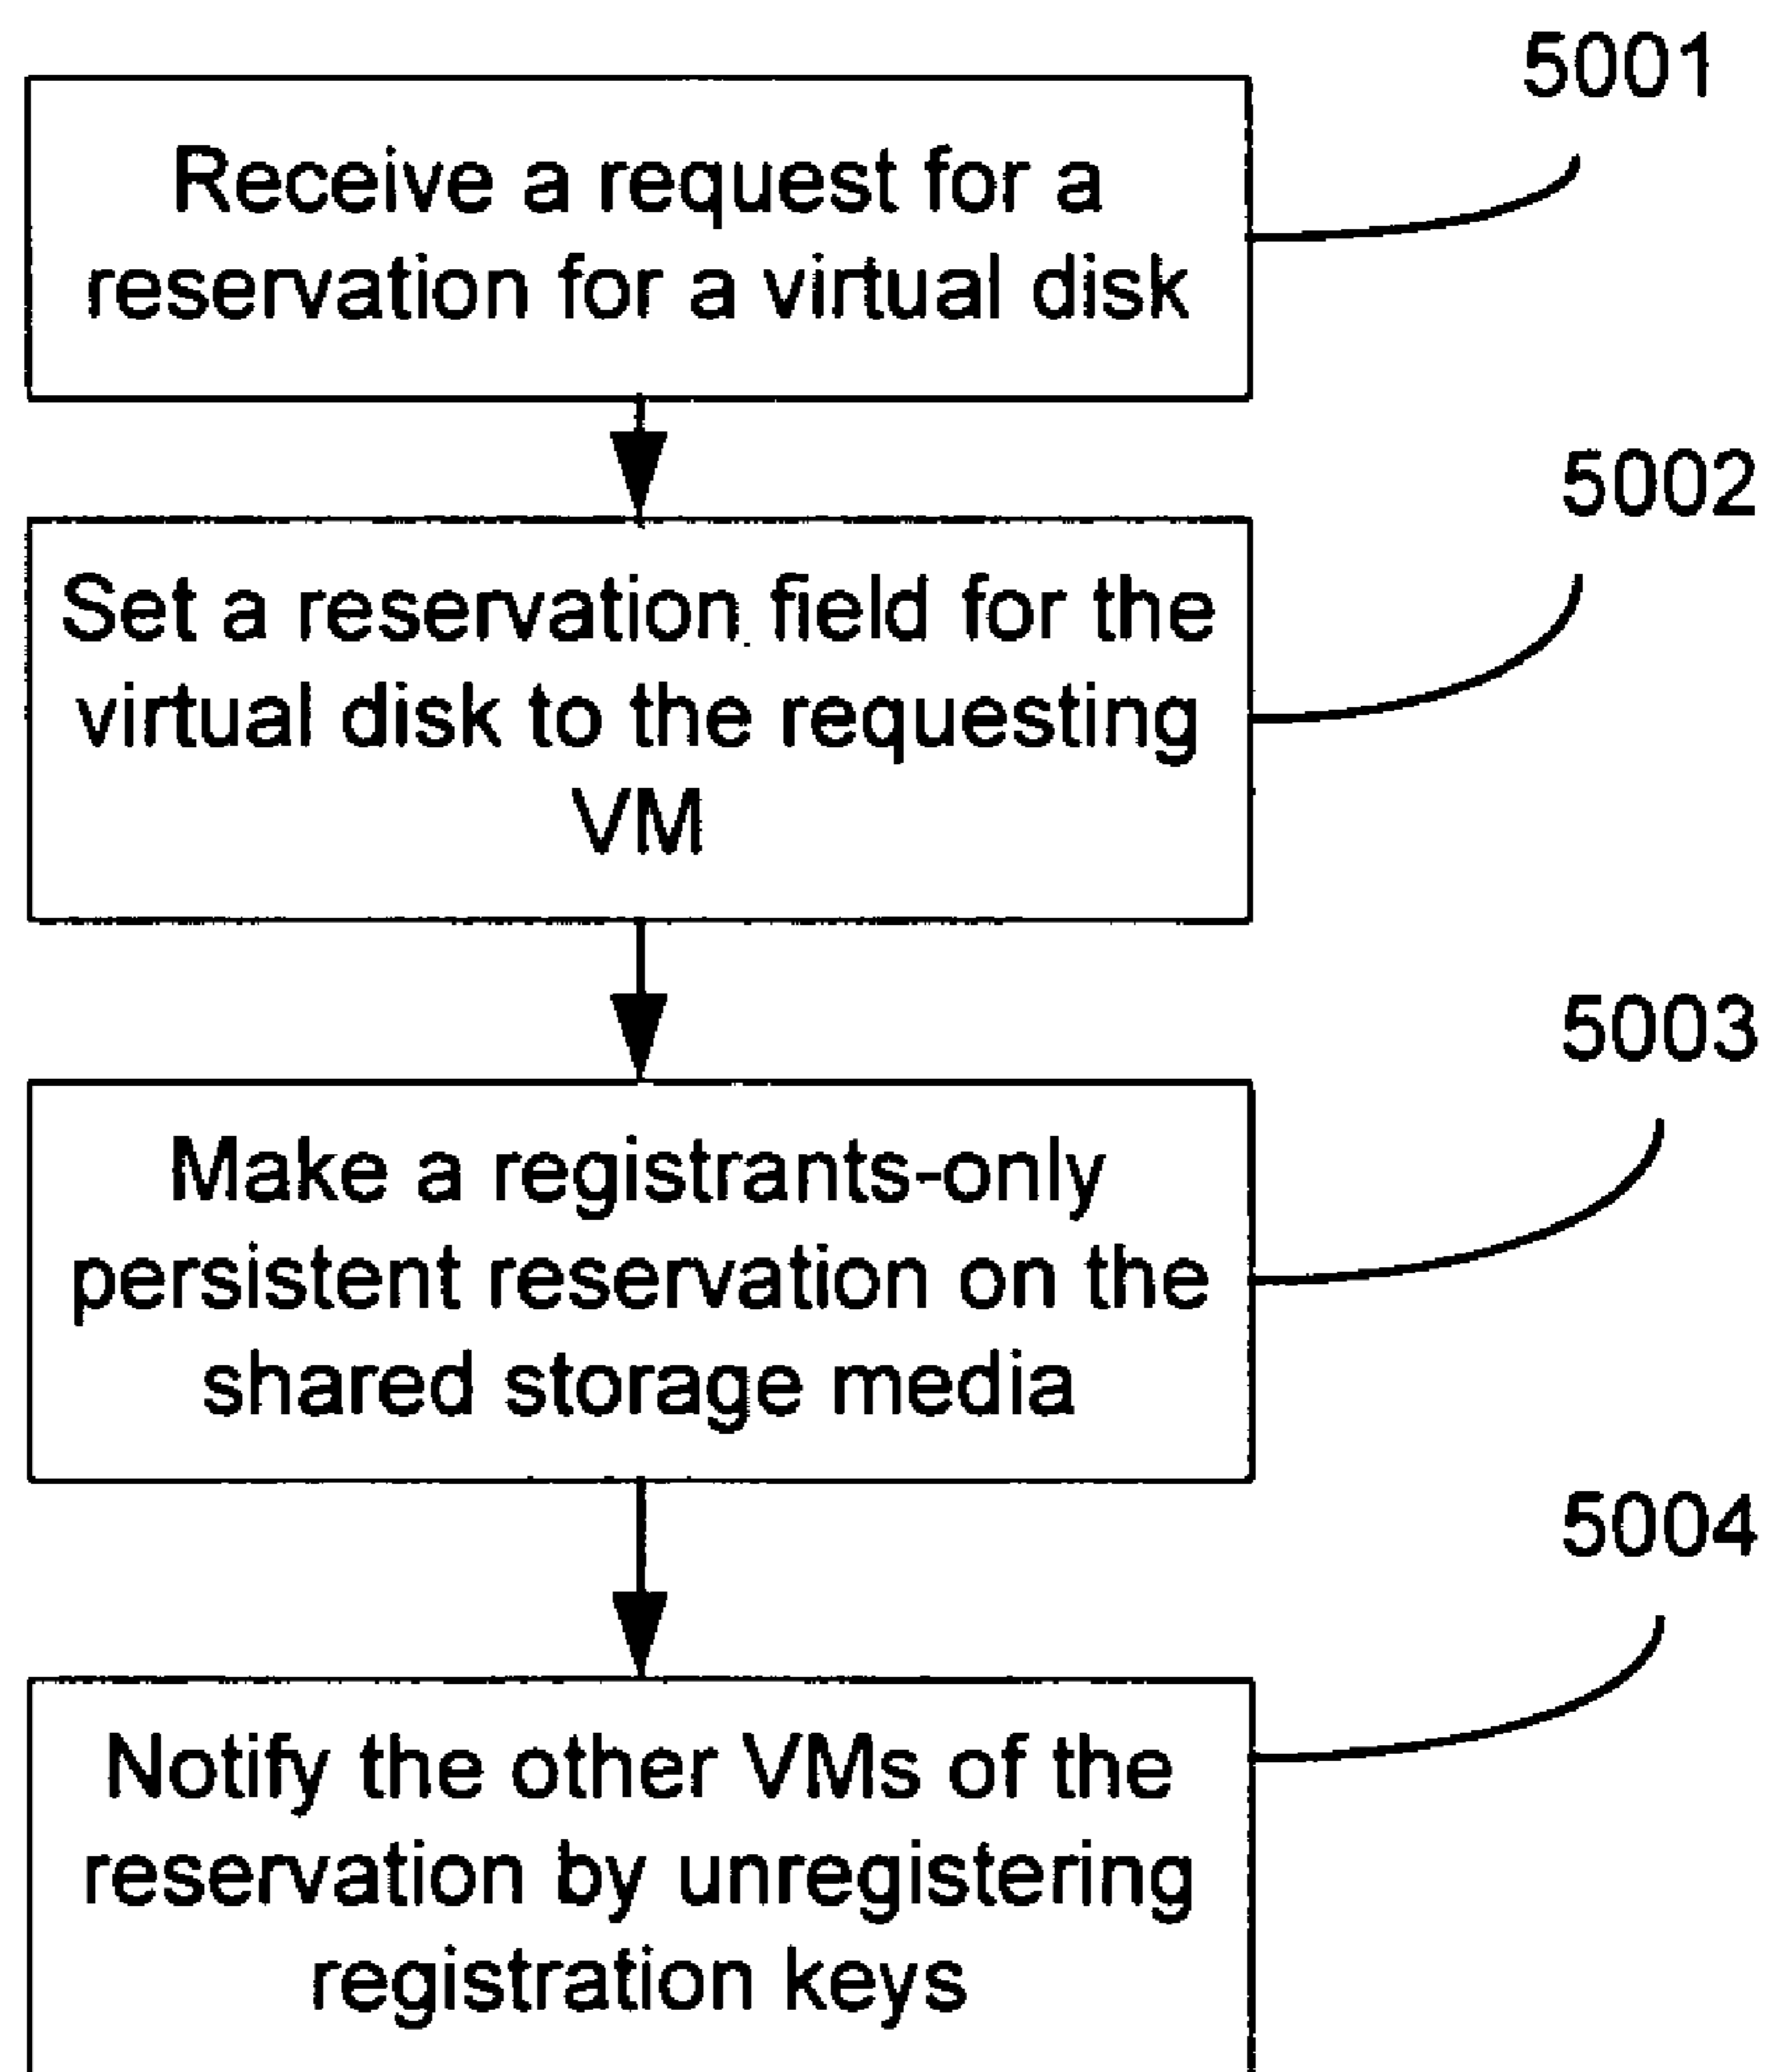 5001
Receive a request for a
reservation for a virtual disk
5002
Set a reservation field for the
virtual disk to the requesting
VM
5003
Make a registrants-only
persistent reservation on the
shared storage media
5004
Notify the other VMs of the
reservation by unregistering
registration keys